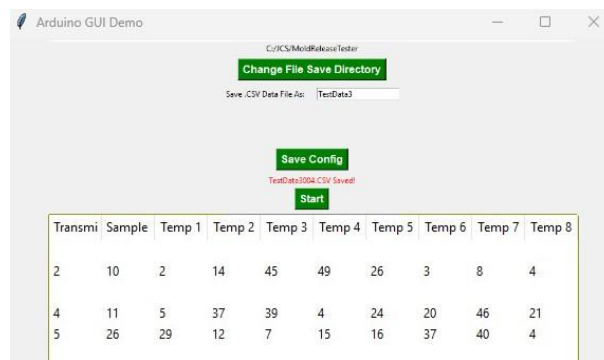 Arduino GUI Demo
C:/JCS/MoldReleaseTester
Change File Save Directory
Save .CSV Data File As: TestData3
Save Config
TestData3004.CSV Saved!
Start
Transmi Sample Temp 1 Temp 2 Temp 3 Temp 4 Temp 5 Temp 6 Temp 7 Temp 8
2 10 2 14 45 49 26 3 8 4
4 11 5 37 39 4 24 20 46 21
5 26 29 12 7 15 16 37 40 4